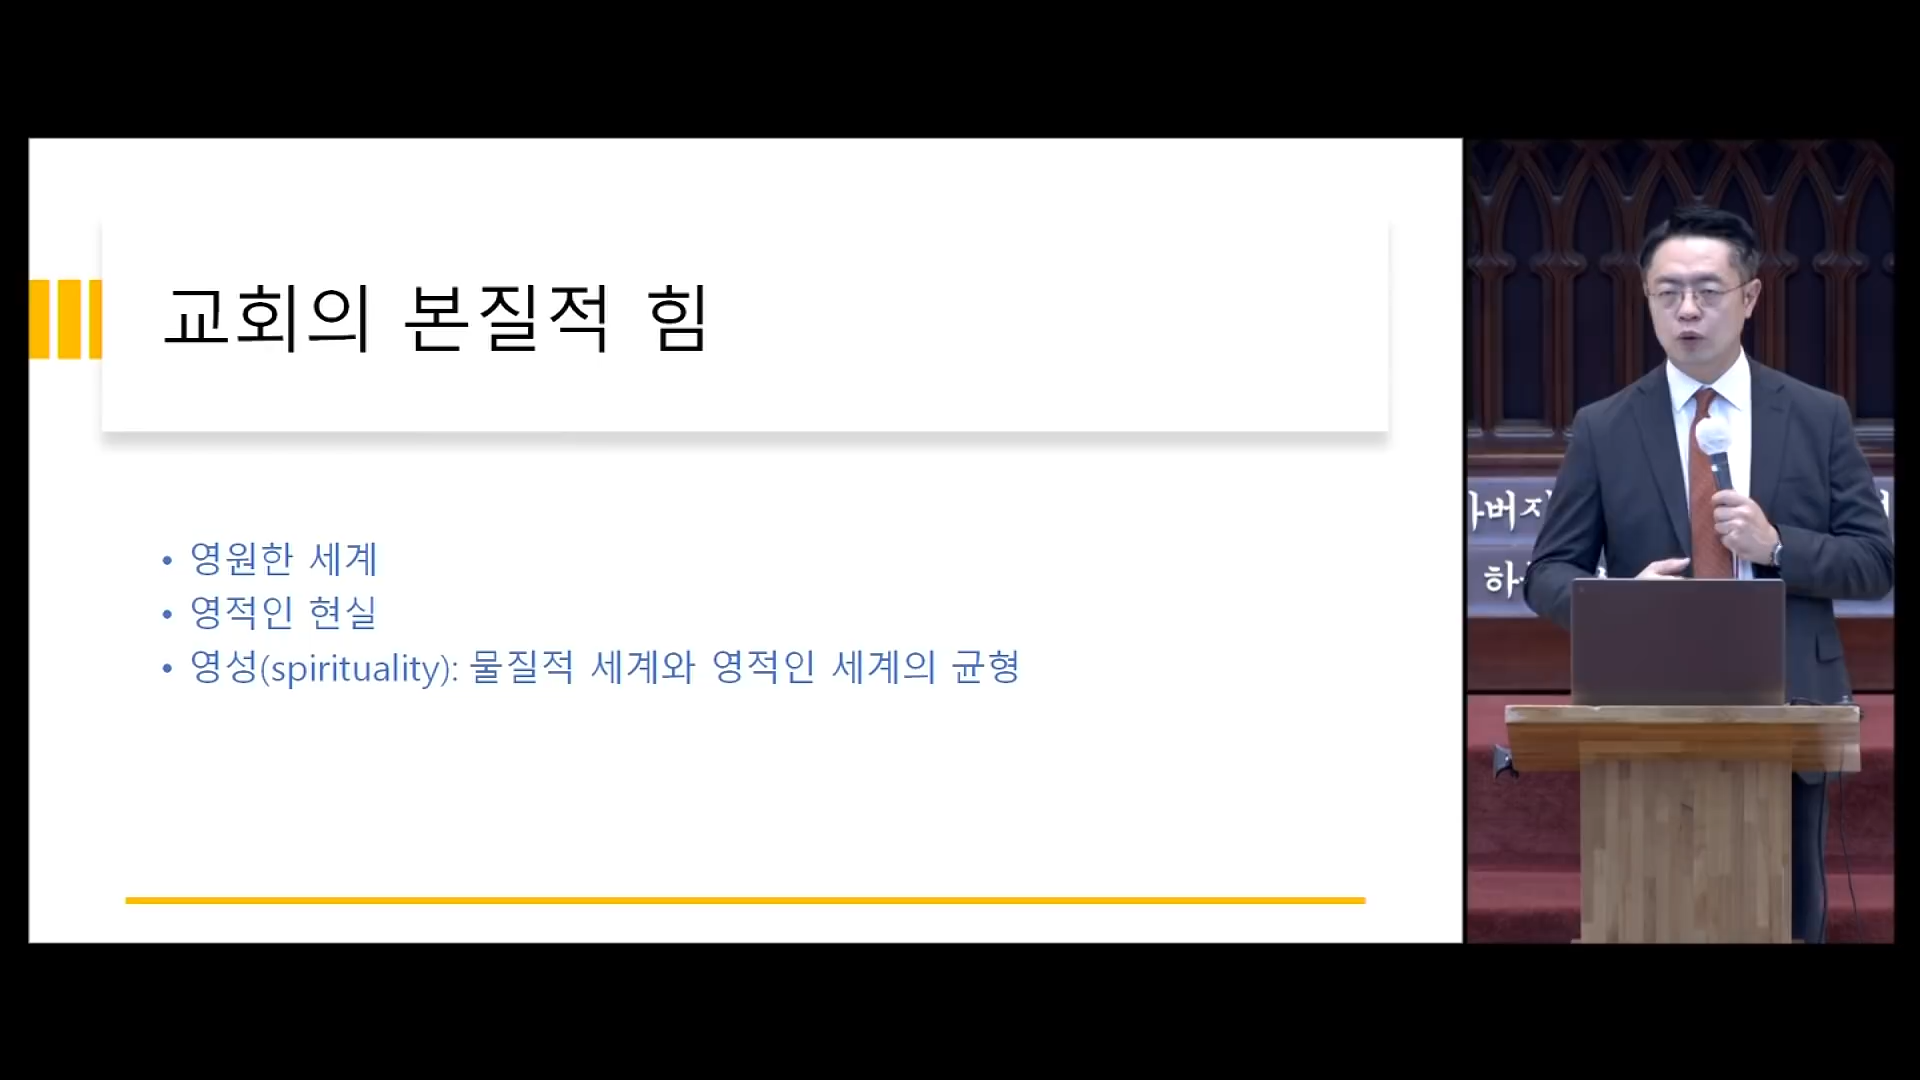 교회의 본질적 힘
• 영원한 세계
• 영적인 현실
• 영성(spirituality): 물질적 세계와 영적인 세계의 균형